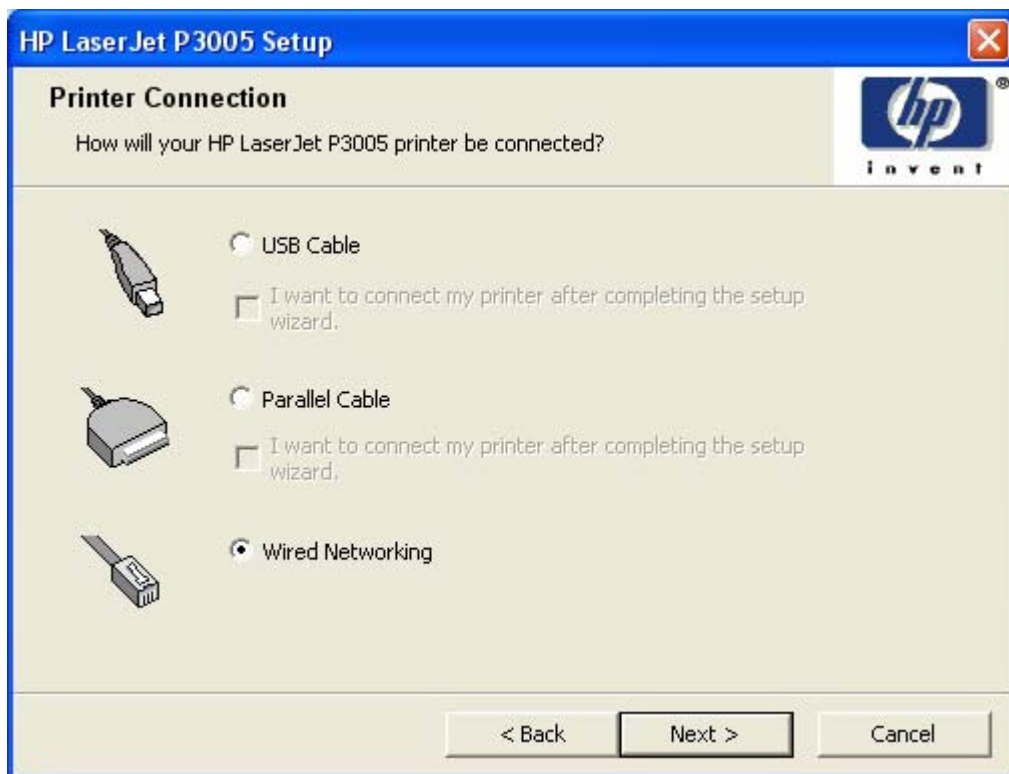 HP LaserJet P3005 Setup
Printer Connection
How will your HP LaserJet P3005 printer be connected?
hp
®
invent
USB Cable
I want to connect my printer after completing the setup
wizard.
Parallel Cable
I want to connect my printer after completing the setup
wizard.
Wired Networking
< Back
Next >
Cancel